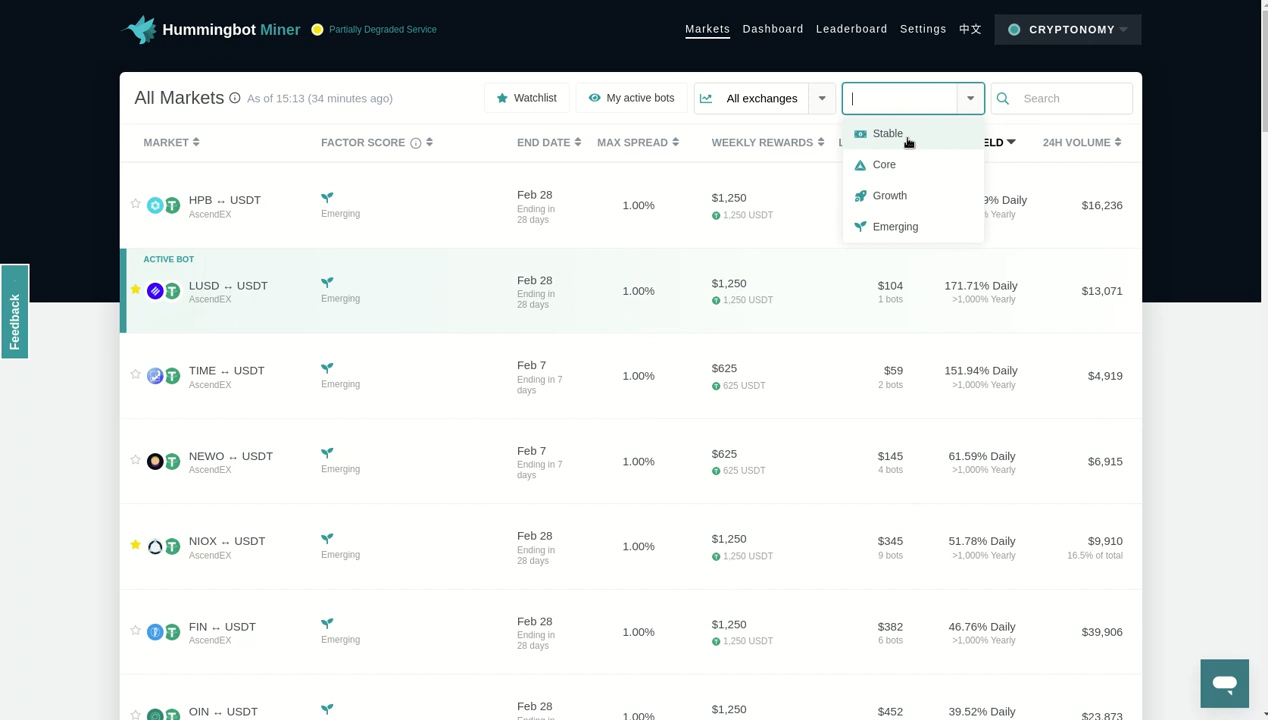 Hummingbot Miner
Partially Degraded Service
Markets
Dashboard
Leaderboard
Settings
中文
CRYPTONOMY
All Markets
As of 15:13 (34 minutes ago)
Watchlist
My active bots
All exchanges
Search
MARKET
FACTOR SCORE
END DATE
MAX SPREAD
WEEKLY REWARDS
24H VOLUME
Stable
Core
Growth
Emerging
HPB ↔ USDT
AscendEX
Emerging
Feb 28
Ending in
28 days
1.00%
$1,250
1,250 USDT
9% Daily
% Yearly
$16,236
ACTIVE BOT
LUSD ↔ USDT
AscendEX
Emerging
Feb 28
Ending in
28 days
1.00%
$1,250
1,250 USDT
$104
1 bots
171.71% Daily
>1,000% Yearly
$13,071
TIME ↔ USDT
AscendEX
Emerging
Feb 7
Ending in 7
days
1.00%
$625
625 USDT
$59
2 bots
151.94% Daily
>1,000% Yearly
$4,919
NEWO ↔ USDT
AscendEX
Emerging
Feb 7
Ending in 7
days
1.00%
$625
625 USDT
$145
4 bots
61.59% Daily
>1,000% Yearly
$6,915
NIOX ↔ USDT
AscendEX
Emerging
Feb 28
Ending in
28 days
1.00%
$1,250
1,250 USDT
$345
9 bots
51.78% Daily
>1,000% Yearly
$9,910
16.5% of total
FIN ↔ USDT
AscendEX
Emerging
Feb 28
Ending in
28 days
1.00%
$1,250
1,250 USDT
$382
6 bots
46.76% Daily
>1,000% Yearly
$39,906
OIN ↔ USDT
Feb 28
1.00%
$1,250
$452
39.52% Daily
$23,873
Feedback